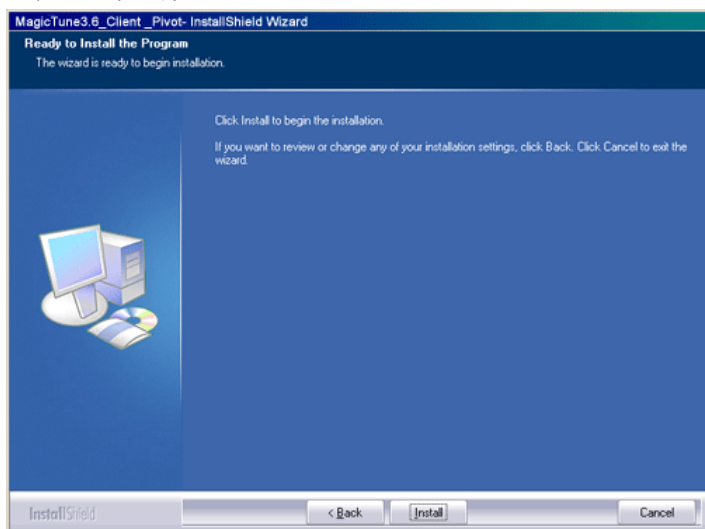 MagicTune3.6_Client _Pivot- InstallShield Wizard
Ready to Install the Program
The wizard is ready to begin installation.
Click Install to begin the installation.
If you want to review or change any of your installation settings, click Back. Click Cancel to exit the
wizard.
InstallShield
< Back
Install
Cancel